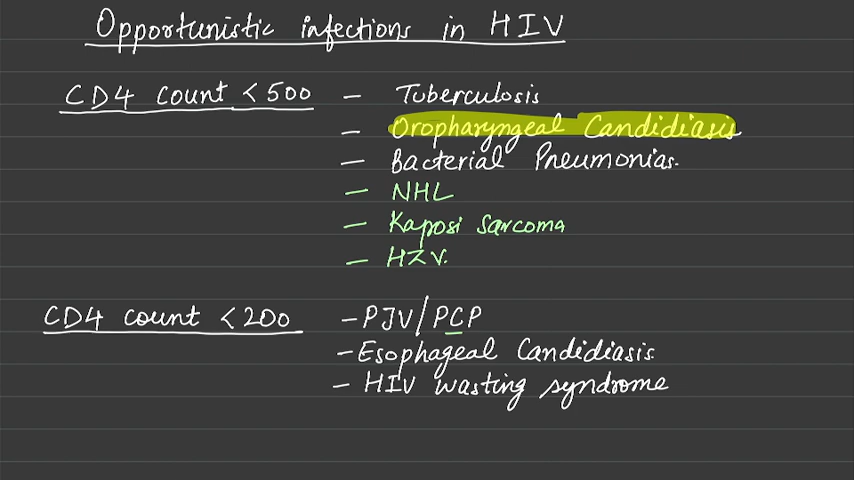 Opportunistic infections in HIV
CD4 count < 500 - Tuberculosis
- Oropharyngeal Candidiasis
- Bacterial Pneumonias.
- NHL
- Kaposi Sarcoma
- HZV.
CD4 count < 200 - PJV/PCP
- Esophageal Candidiasis
- HIV wasting syndrome